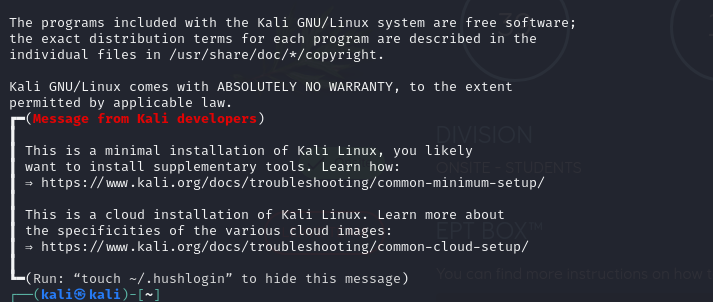 The programs included with the Kali GNU/Linux system are free software;
the exact distribution terms for each program are described in the
individual files in /usr/share/doc/*/copyright.
Kali GNU/Linux comes with ABSOLUTELY NO WARRANTY, to the extent
permitted by applicable law.
┏━(Message from Kali developers)
┃ This is a minimal installation of Kali Linux, you likely
┃ want to install supplementary tools. Learn how:
┃ ⇒ https://www.kali.org/docs/troubleshooting/common-minimum-setup/
┃ This is a cloud installation of Kali Linux. Learn more about
┃ the specificities of the various cloud images:
┃ ⇒ https://www.kali.org/docs/troubleshooting/common-cloud-setup/
┗━(Run: “touch ~/.hushlogin” to hide this message)
┌──(kali㉿kali)-[~]
DIVISION
ONSITE - STUDENTS
EPT BOX™
You can find more instructions on how t